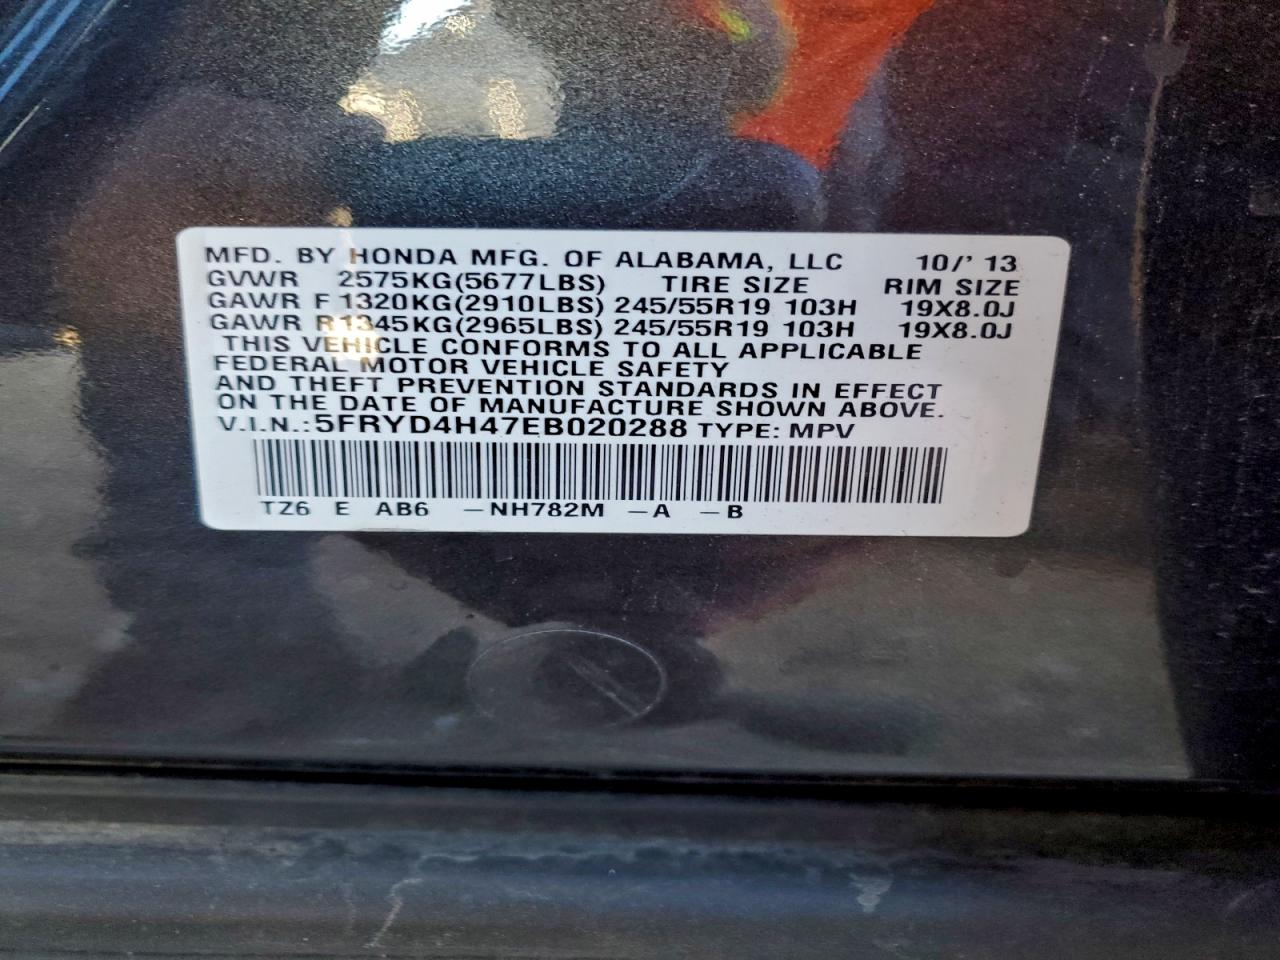 MFD. BY HONDA MFG. OF ALABAMA, LLC 10/' 13
GVWR 2575KG(5677LBS) TIRE SIZE RIM SIZE
GAWR F 1320KG(2910LBS) 245/55R19 103H 19X8.0J
GAWR R 1345KG(2965LBS) 245/55R19 103H 19X8.0J
THIS VEHICLE CONFORMS TO ALL APPLICABLE
FEDERAL MOTOR VEHICLE SAFETY
AND THEFT PREVENTION STANDARDS IN EFFECT
ON THE DATE OF MANUFACTURE SHOWN ABOVE.
V.I.N.:5FRYD4H47EB020288 TYPE: MPV
TZ6 E AB6 –NH782M –A –B